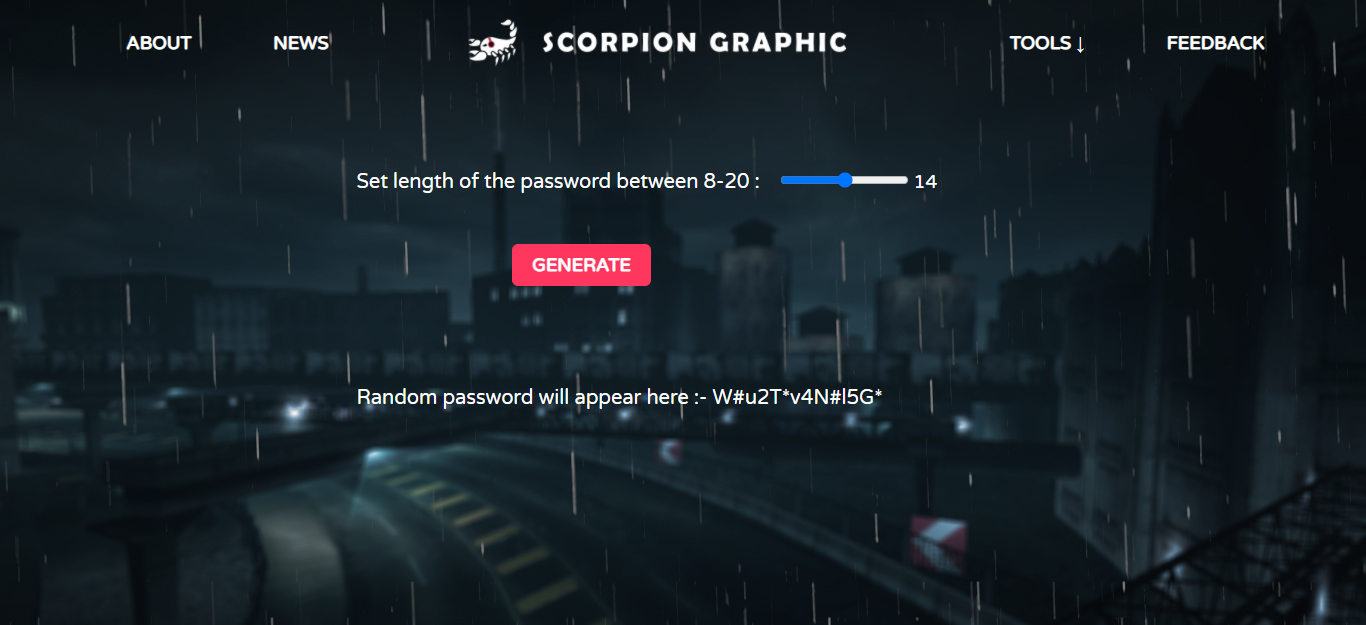 ABOUT NEWS SCORPION GRAPHIC TOOLS ↓ FEEDBACK
Set length of the password between 8-20 : 14
GENERATE
Random password will appear here :- W#u2T*v4N#l5G*